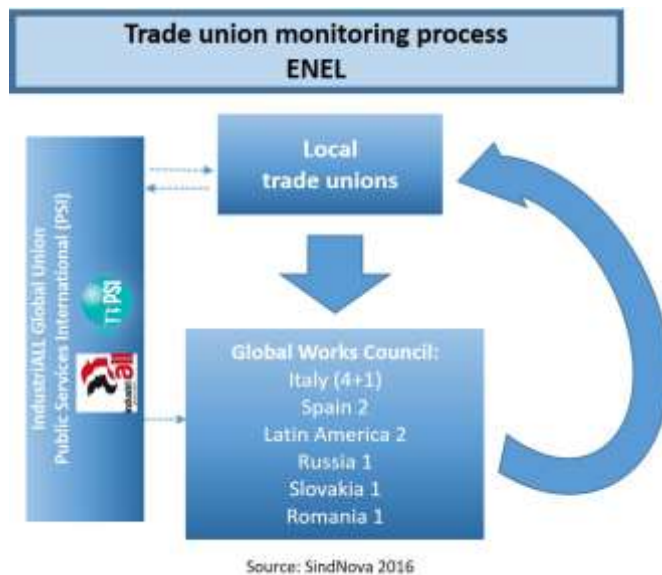 Trade union monitoring process
ENEL
Local
trade unions
IndustriALL Global Union
Public Services International (PSI)
PSI
Global Works Council:
Italy (4+1)
Spain 2
Latin America 2
Russia 1
Slovakia 1
Romania 1
Source: SindNova 2016